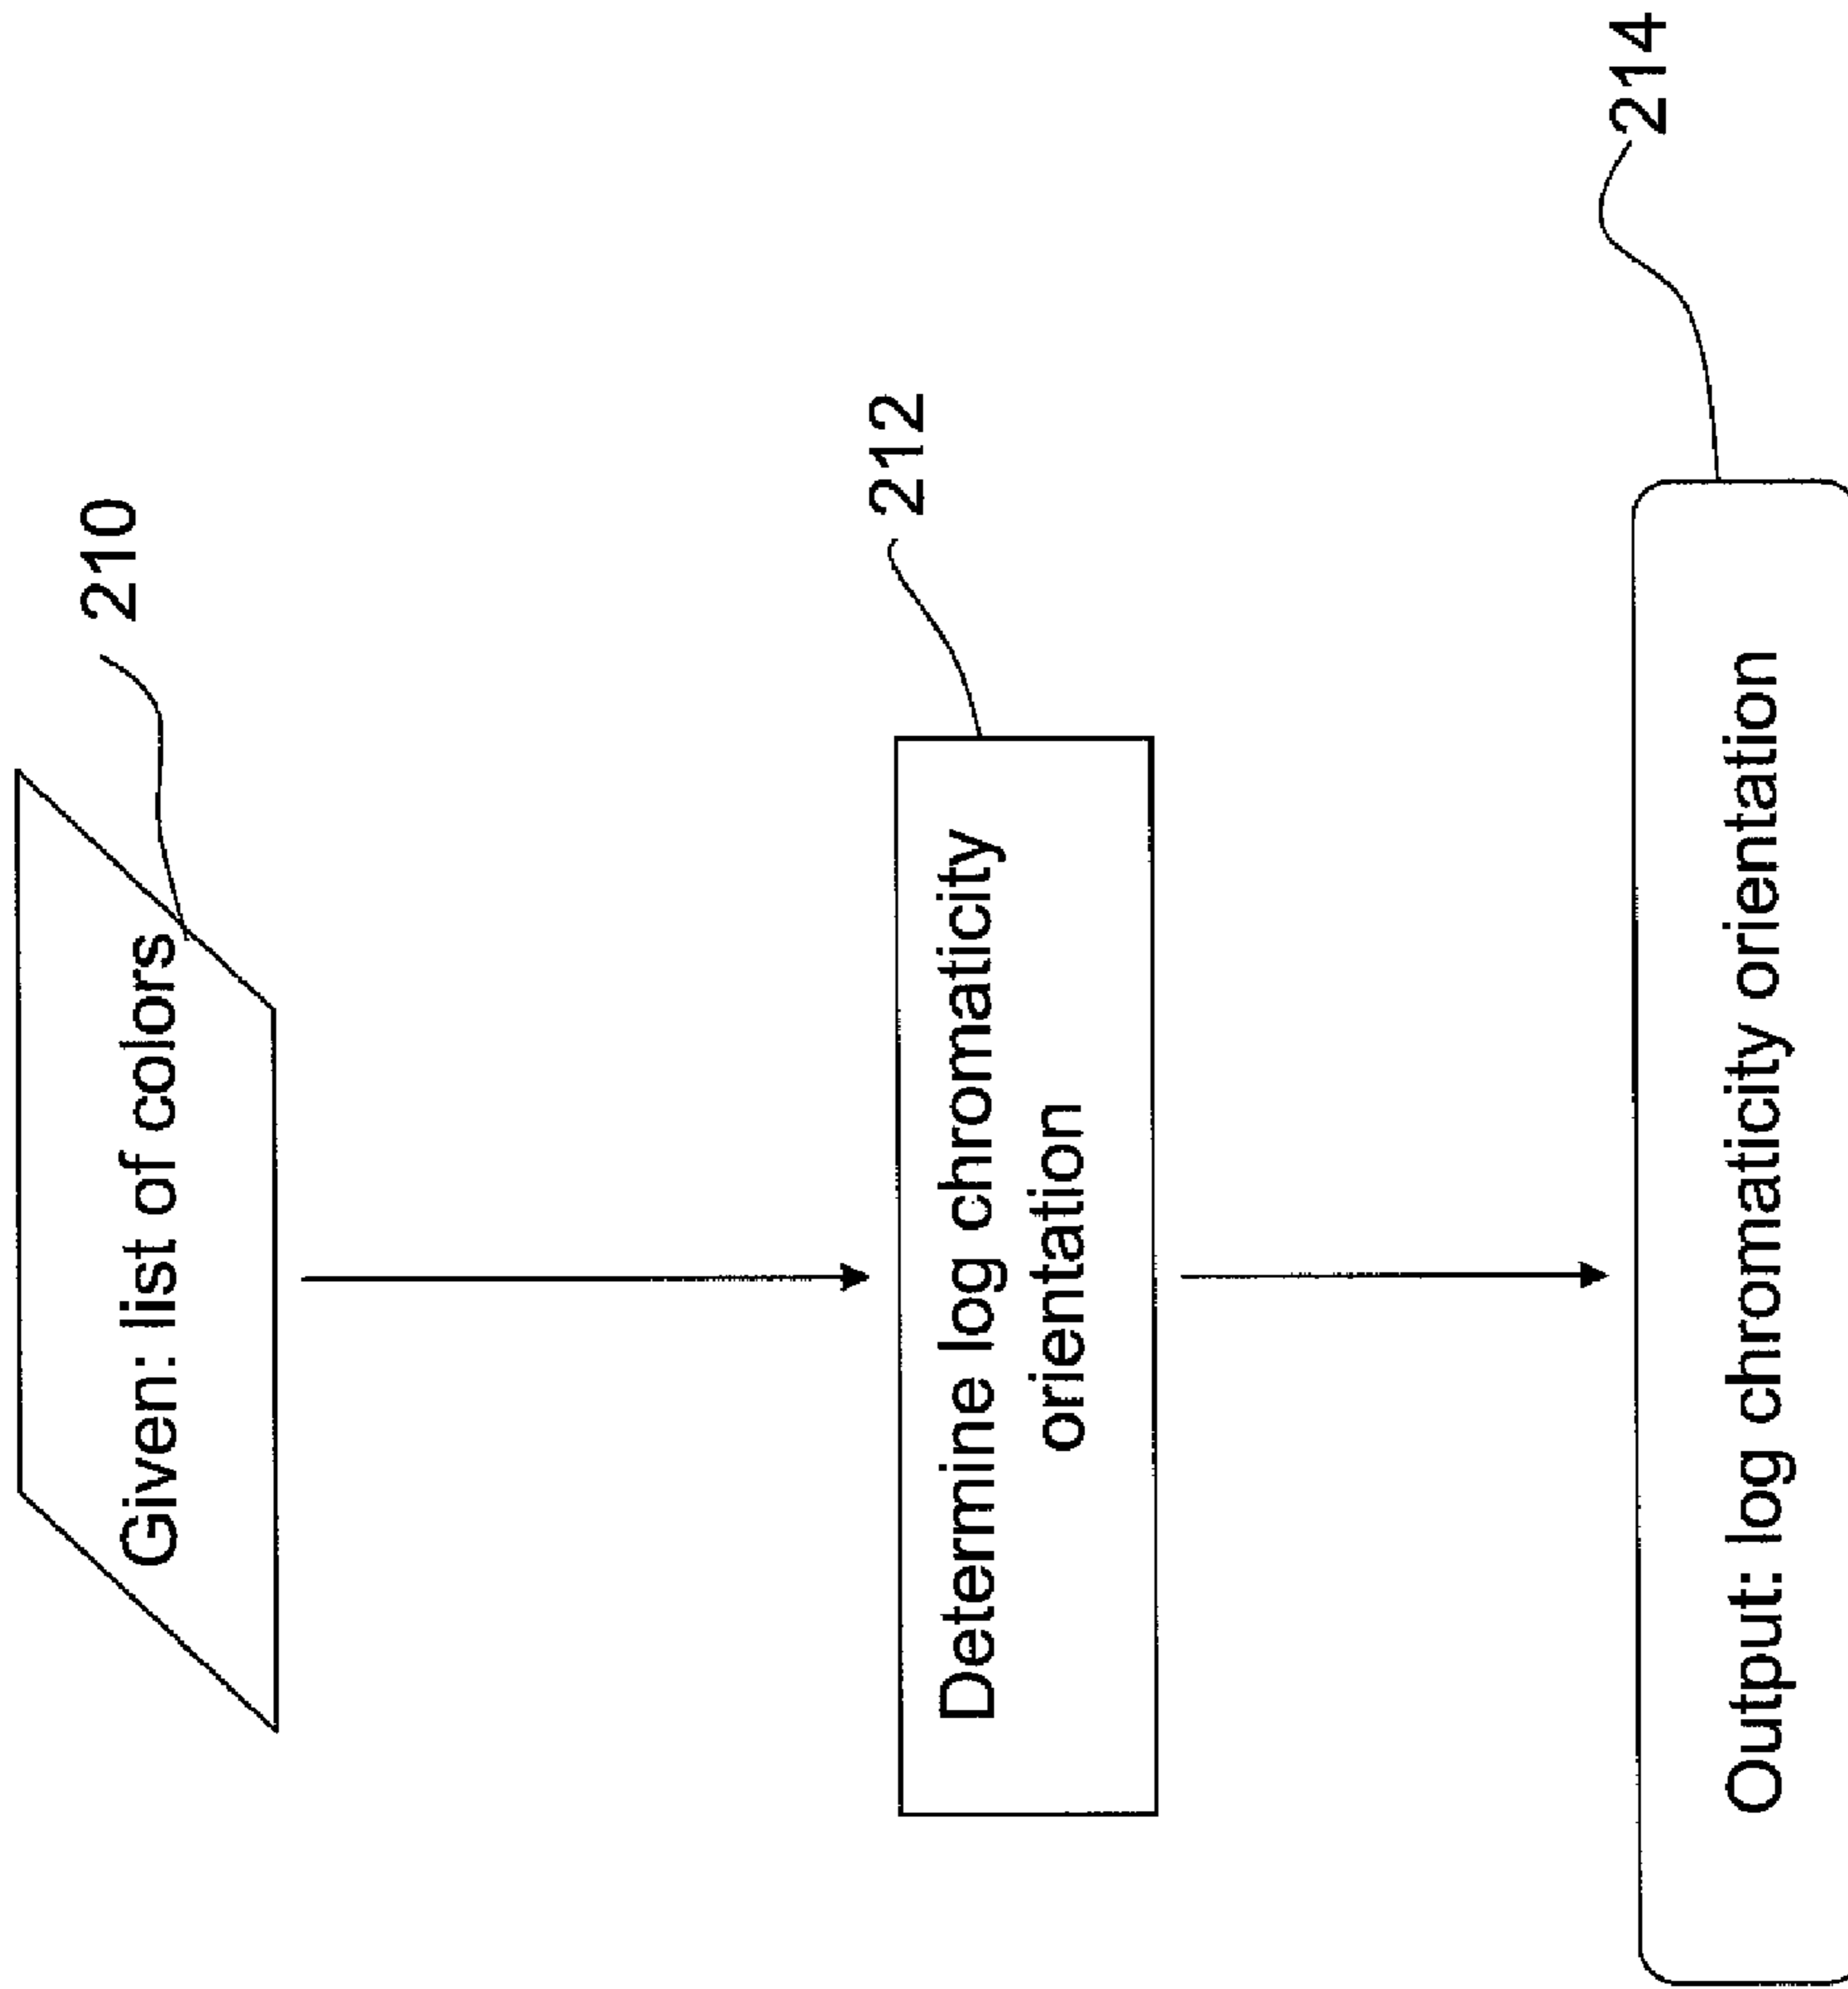 Given: list of colors
210
Determine log chromaticity
orientation
212
Output: log chromaticity orientation
214